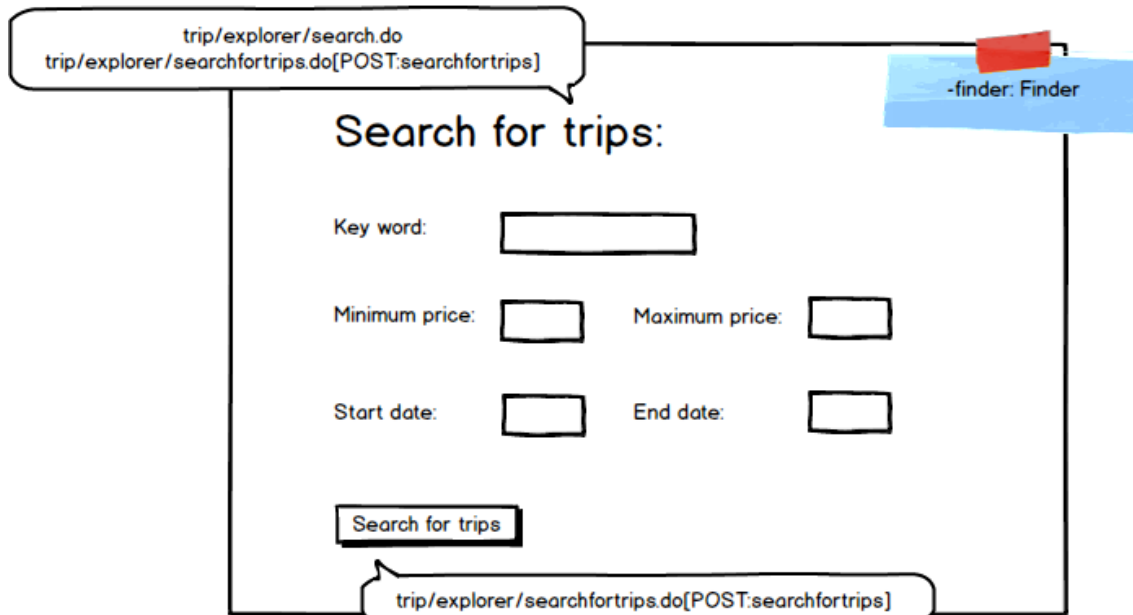 trip/explorer/search.do
trip/explorer/searchfortrips.do[POST:searchfortrips]
-finder: Finder
Search for trips:
Key word:
Minimum price: Maximum price:
Start date: End date:
Search for trips
trip/explorer/searchfortrips.do[POST:searchfortrips]